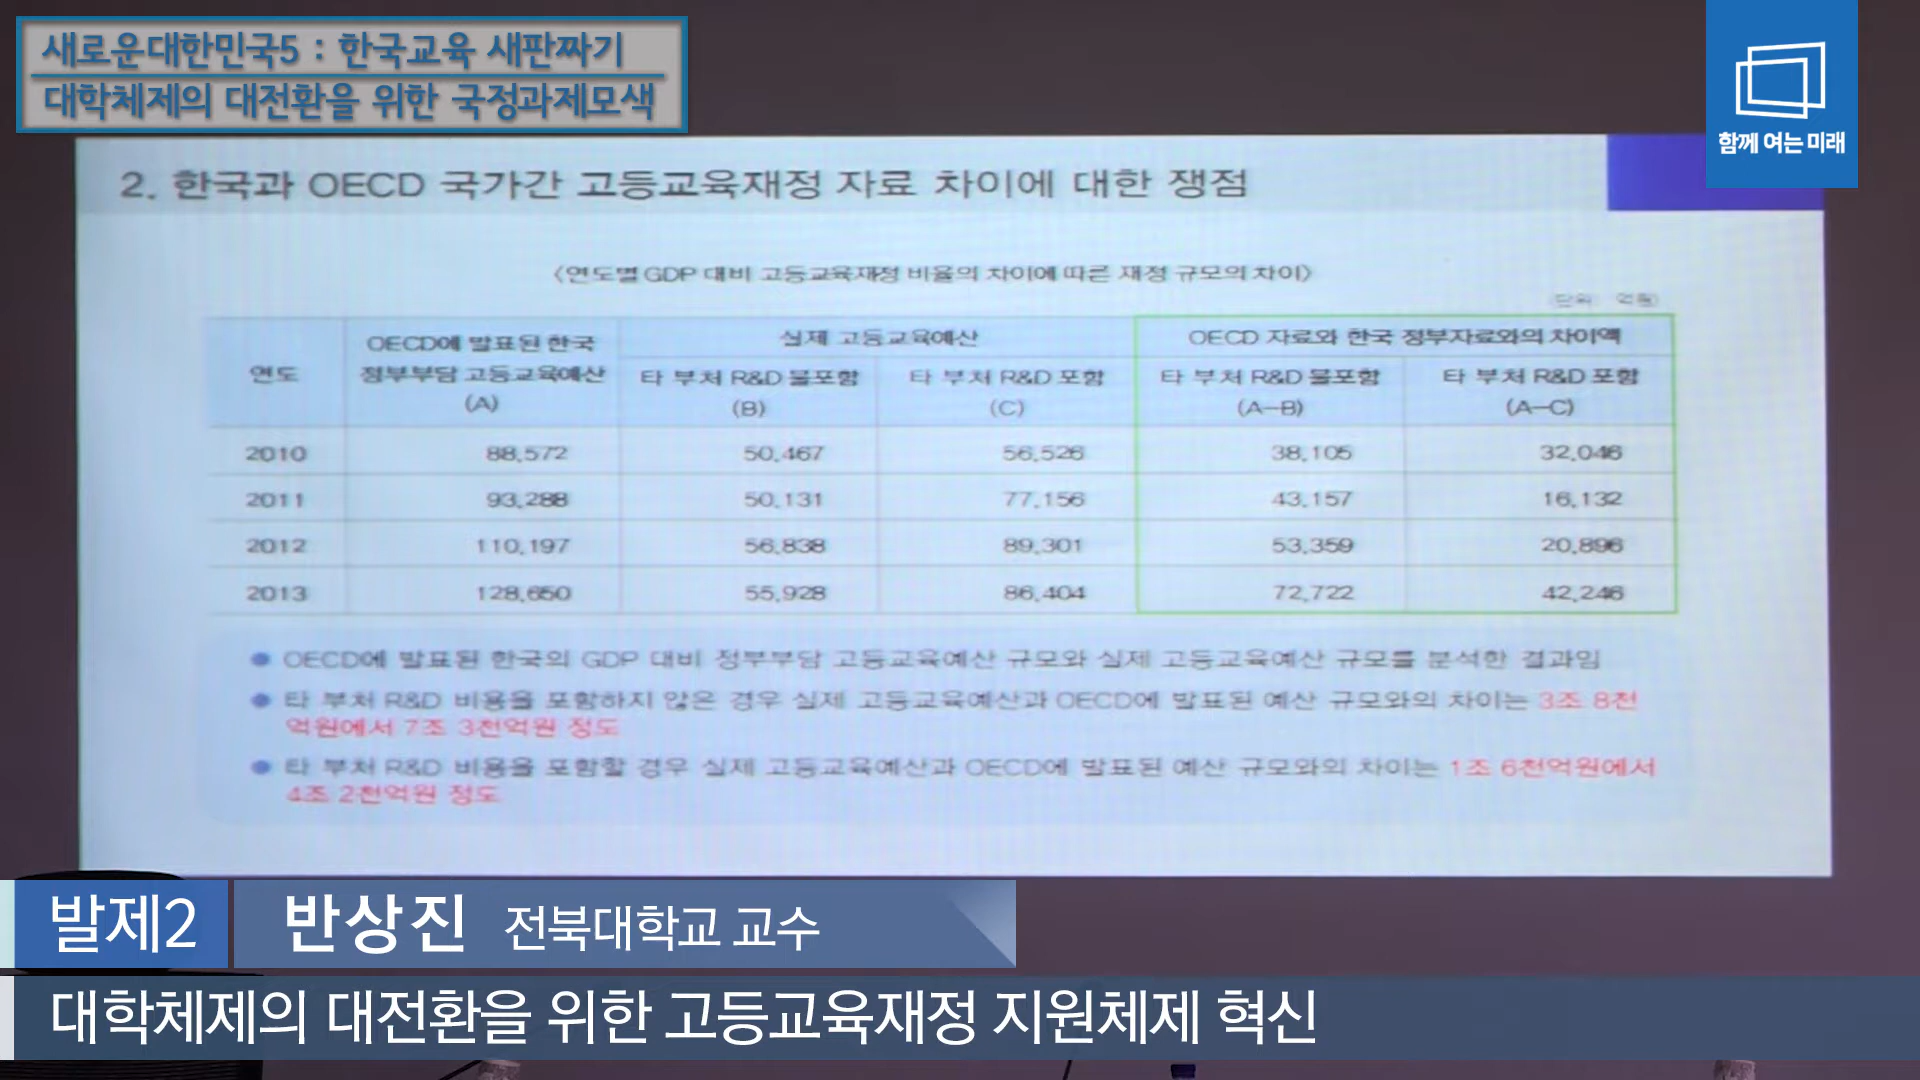 새로운대한민국5 : 한국교육 새판짜기
대학체제의 대전환을 위한 국정과제모색
함께 여는 미래
2. 한국과 OECD 국가간 고등교육재정 자료 차이에 대한 쟁점
<연도별 GDP 대비 고등교육재정 비율의 차이에 따른 재정 규모의 차이>
단위: 억원
연도 OECD에 발표된 한국 정부부담 고등교육예산 (A) 실제 고등교육예산 OECD 자료와 한국 정부자료와의 차이액
타 부처 R&D 불포함 (B) 타 부처 R&D 포함 (C) 타 부처 R&D 불포함 (A-B) 타 부처 R&D 포함 (A-C)
2010 88,572 50,467 56,526 38,105 32,046
2011 93,288 50,131 77,156 43,157 16,132
2012 110,197 56,838 89,301 53,359 20,896
2013 128,650 55,928 86,404 72,722 42,246
● OECD에 발표된 한국의 GDP 대비 정부부담 고등교육예산 규모와 실제 고등교육예산 규모를 분석한 결과임
● 타 부처 R&D 비용을 포함하지 않은 경우 실제 고등교육예산과 OECD에 발표된 예산 규모와의 차이는 3조 8천
억원에서 7조 3천억원 정도
● 타 부처 R&D 비용을 포함할 경우 실제 고등교육예산과 OECD에 발표된 예산 규모와의 차이는 1조 6천억원에서
4조 2천억원 정도
발제2 반상진 전북대학교 교수
대학체제의 대전환을 위한 고등교육재정 지원체제 혁신